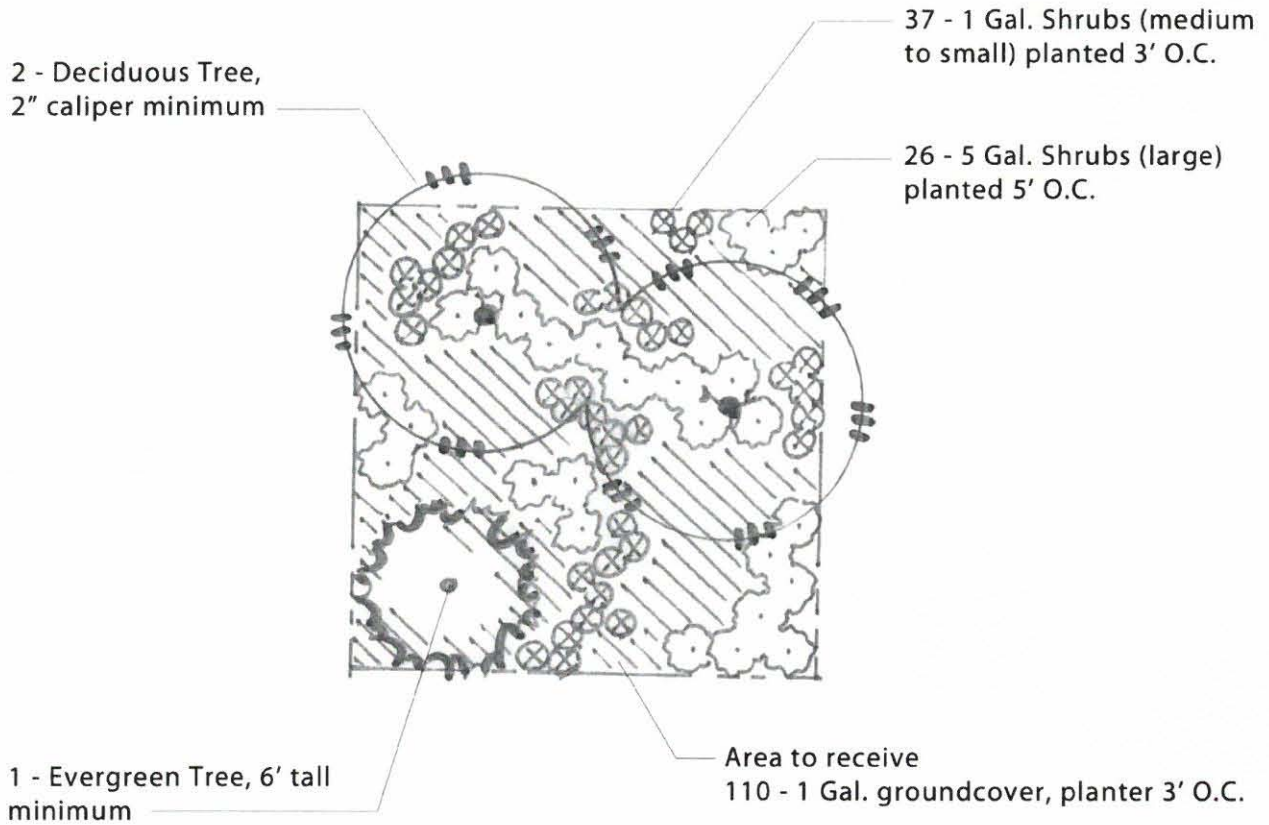 37 - 1 Gal. Shrubs (medium
to small) planted 3' O.C.
2 - Deciduous Tree,
2" caliper minimum
26 - 5 Gal. Shrubs (large)
planted 5' O.C.
1 - Evergreen Tree, 6' tall
minimum
Area to receive
110 - 1 Gal. groundcover, planter 3' O.C.